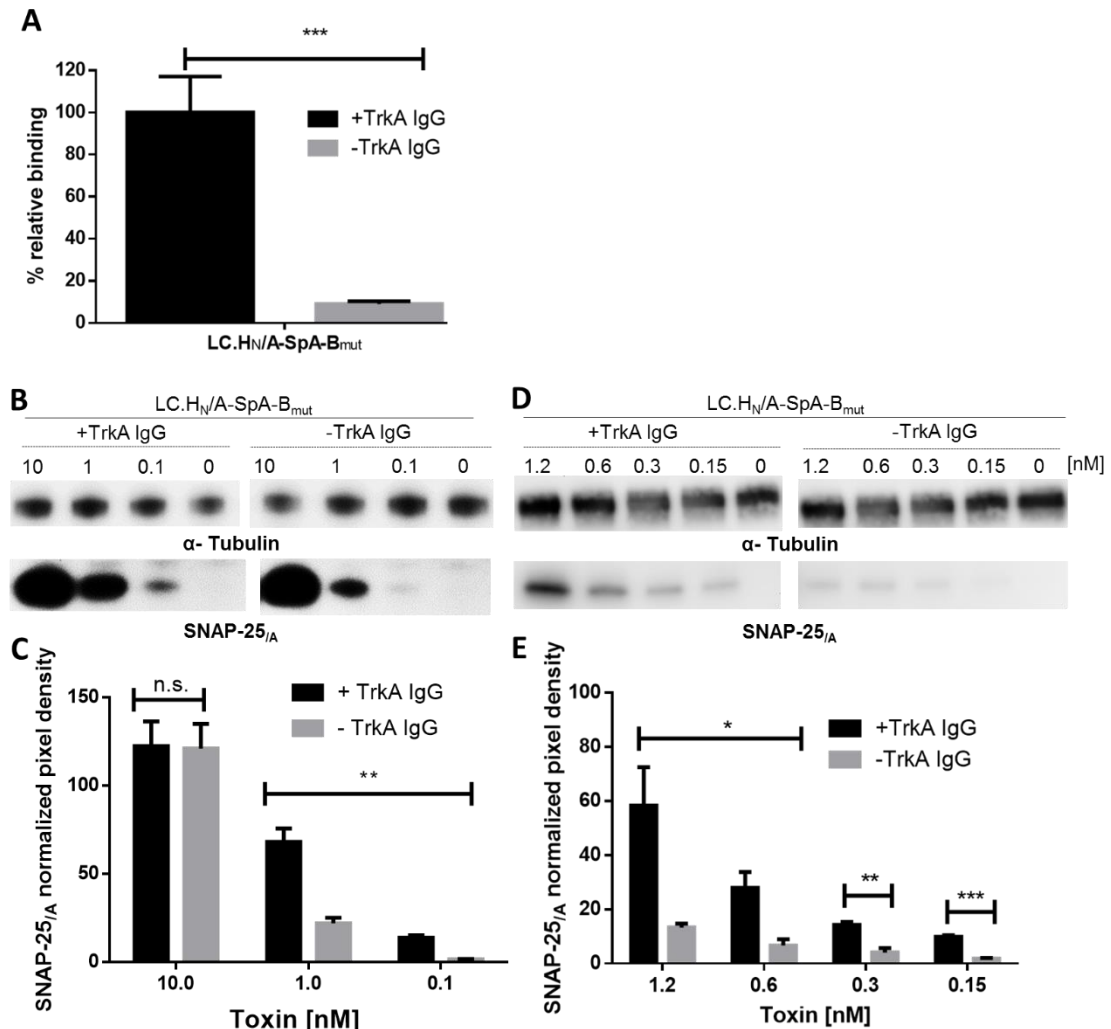 A
***
120
100
80
60
40
20
0
% relative binding
+TrkA IgG
-TrkA IgG
LC.HN/A-SpA-Bmut
B
LC.HN/A-SpA-Bmut
+TrkA IgG -TrkA IgG
10 1 0.1 0 10 1 0.1 0
α- Tubulin
SNAP-25/A
C
SNAP-25/A normalized pixel density
150
100
50
0
n.s.
**
+ TrkA IgG
- TrkA IgG
10.0 1.0 0.1
Toxin [nM]
D
LC.HN/A-SpA-Bmut
+TrkA IgG -TrkA IgG
1.2 0.6 0.3 0.15 0 1.2 0.6 0.3 0.15 0 [nM]
α- Tubulin
SNAP-25/A
E
SNAP-25/A normalized pixel density
100
80
60
40
20
0
*
**
***
+TrkA IgG
-TrkA IgG
1.2 0.6 0.3 0.15
Toxin [nM]